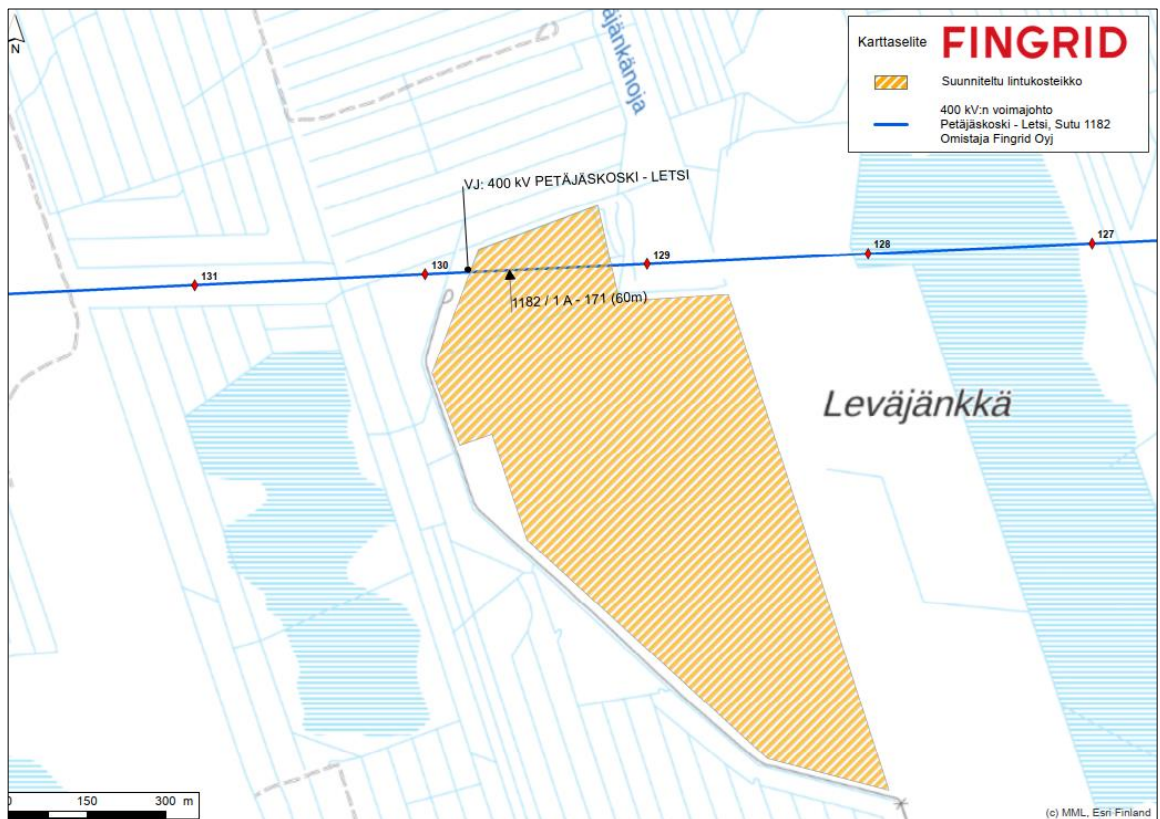 N
äjänkänoja
Karttaselite FINGRID
Suunniteltu lintukosteikko
400 kV:n voimajohto
Petäjäskoski - Letsi, Sutu 1182
Omistaja Fingrid Oyj
VJ: 400 kV PETÄJÄSKOSKI - LETSI
127
128
129
130
131
1182 / 1 A - 171 (60m)
Leväjänkkä
0 150 300 m
(c) MML, Esri Finland